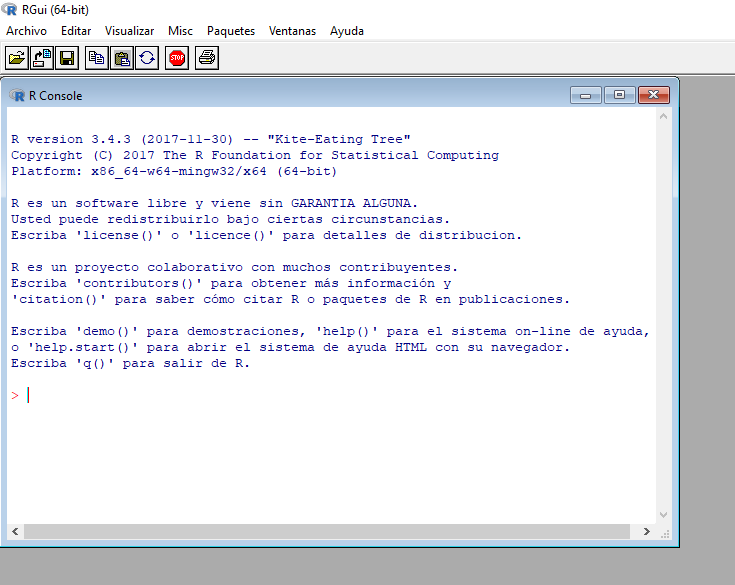 RGui (64-bit)
Archivo Editar Visualizar Misc Paquetes Ventanas Ayuda
STOP
R Console
R version 3.4.3 (2017-11-30) -- "Kite-Eating Tree"
Copyright (C) 2017 The R Foundation for Statistical Computing
Platform: x86_64-w64-mingw32/x64 (64-bit)
R es un software libre y viene sin GARANTIA ALGUNA.
Usted puede redistribuirlo bajo ciertas circunstancias.
Escriba 'license()' o 'licence()' para detalles de distribucion.
R es un proyecto colaborativo con muchos contribuyentes.
Escriba 'contributors()' para obtener más información y
'citation()' para saber cómo citar R o paquetes de R en publicaciones.
Escriba 'demo()' para demostraciones, 'help()' para el sistema on-line de ayuda,
o 'help.start()' para abrir el sistema de ayuda HTML con su navegador.
Escriba 'q()' para salir de R.
>